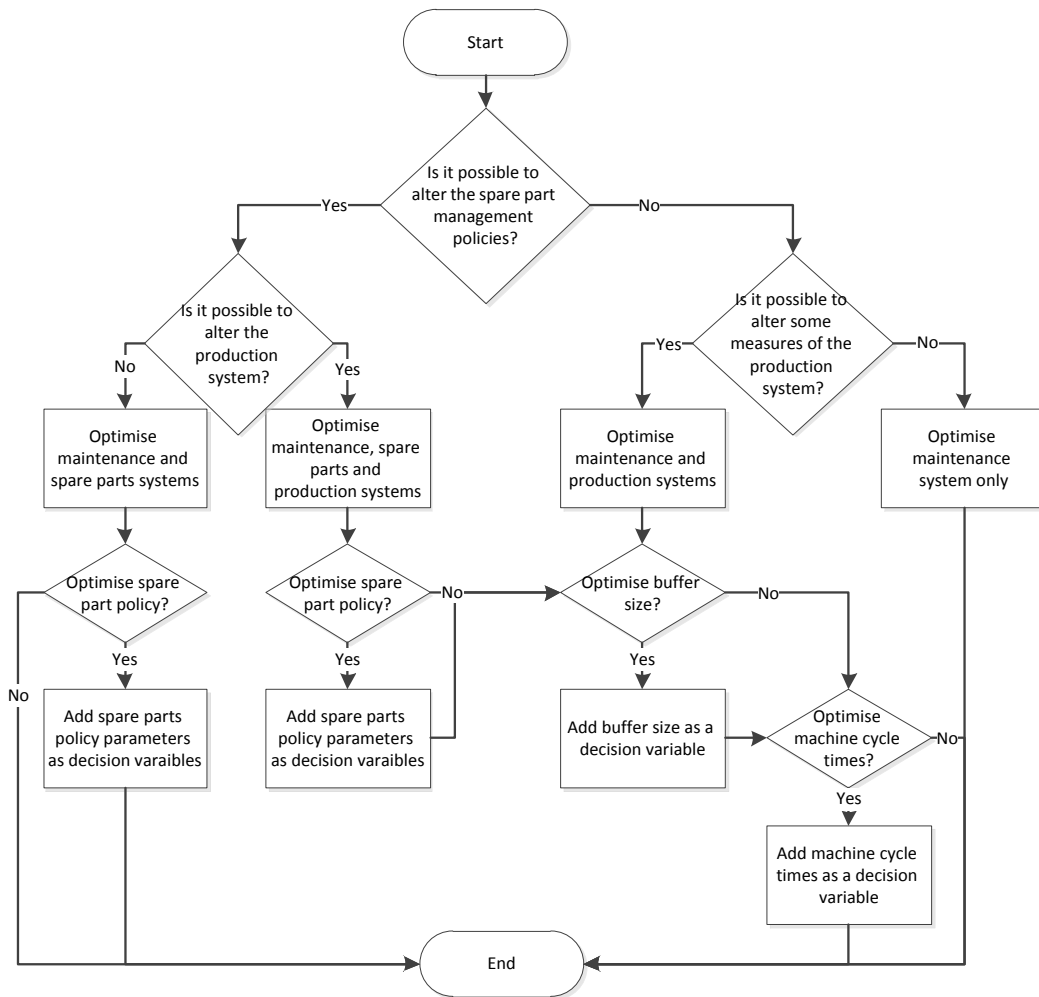 Start
Is it possible to
alter the spare part
management
policies?
Yes
No
Is it possible to
alter the
production
system?
Is it possible to
alter some
measures of the
production
system?
No
Yes
Yes
No
Optimise
maintenance and
spare parts systems
Optimise
maintenance, spare
parts and
production systems
Optimise
maintenance and
production systems
Optimise
maintenance
system only
Optimise spare
part policy?
Optimise spare
part policy?
No
Optimise buffer
size?
No
Yes
Yes
Yes
No
Add spare parts
policy parameters
as decision varaibles
Add spare parts
policy parameters
as decision varaibles
Add buffer size as a
decision variable
Optimise
machine cycle
times?
No
Yes
Add machine cycle
times as a decision
variable
End